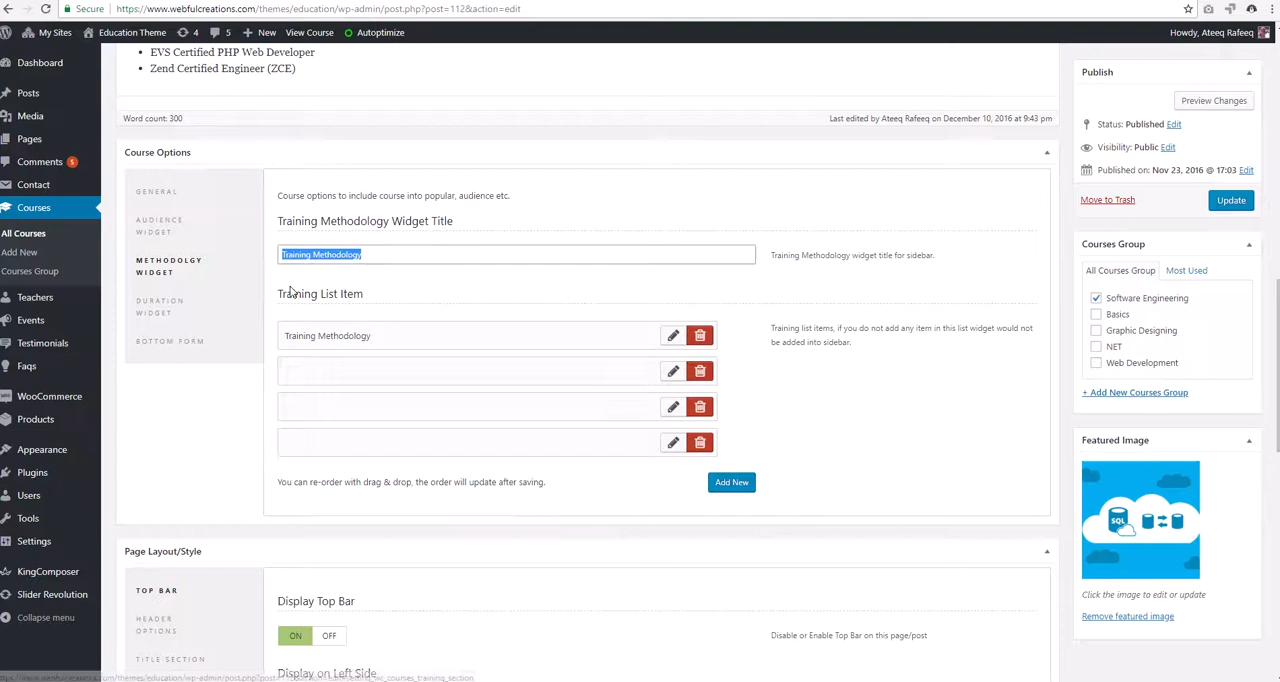 Secure
https://www.webfulcreations.com/themes/education/wp-admin/post.php?post=112&action=edit
My Sites
Education Theme
4
5
New
View Course
Autoptimize
Howdy, Ateeq Rafeeq
Dashboard
Posts
Media
Pages
Comments 5
Contact
Courses
All Courses
Add New
Courses Group
Teachers
Events
Testimonials
Faqs
WooCommerce
Products
Appearance
Plugins
Users
Tools
Settings
KingComposer
Slider Revolution
Collapse menu
• EVS Certified PHP Web Developer
• Zend Certified Engineer (ZCE)
Word count: 300
Last edited by Ateeq Rafeeq on December 10, 2016 at 9:43 pm
Course Options
GENERAL
AUDIENCE
WIDGET
METHODOLGY
WIDGET
DURATION
WIDGET
BOTTOM FORM
Course options to include course into popular, audience etc.
Training Methodology Widget Title
Training Methodology
Training Methodology widget title for sidebar.
Training List Item
Training Methodology
Training list items, if you do not add any item in this list widget would not
be added into sidebar.
You can re-order with drag & drop, the order will update after saving.
Add New
Page Layout/Style
TOP BAR
HEADER
OPTIONS
TITLE SECTION
Display Top Bar
ON
OFF
Disable or Enable Top Bar on this page/post
Display on Left Side
Publish
Preview Changes
Status: Published Edit
Visibility: Public Edit
Published on: Nov 23, 2016 @ 17:03 Edit
Move to Trash
Update
Courses Group
All Courses Group
Most Used
Software Engineering
Basics
Graphic Designing
NET
Web Development
+ Add New Courses Group
Featured Image
SQL
Click the image to edit or update
Remove featured image